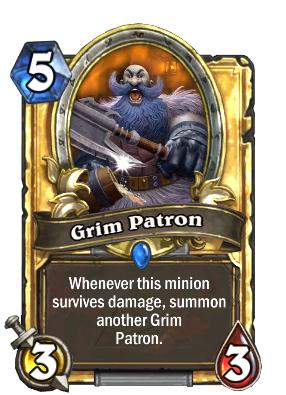 5
Grim Patron
Whenever this minion
survives damage, summon
another Grim
Patron.
3
3